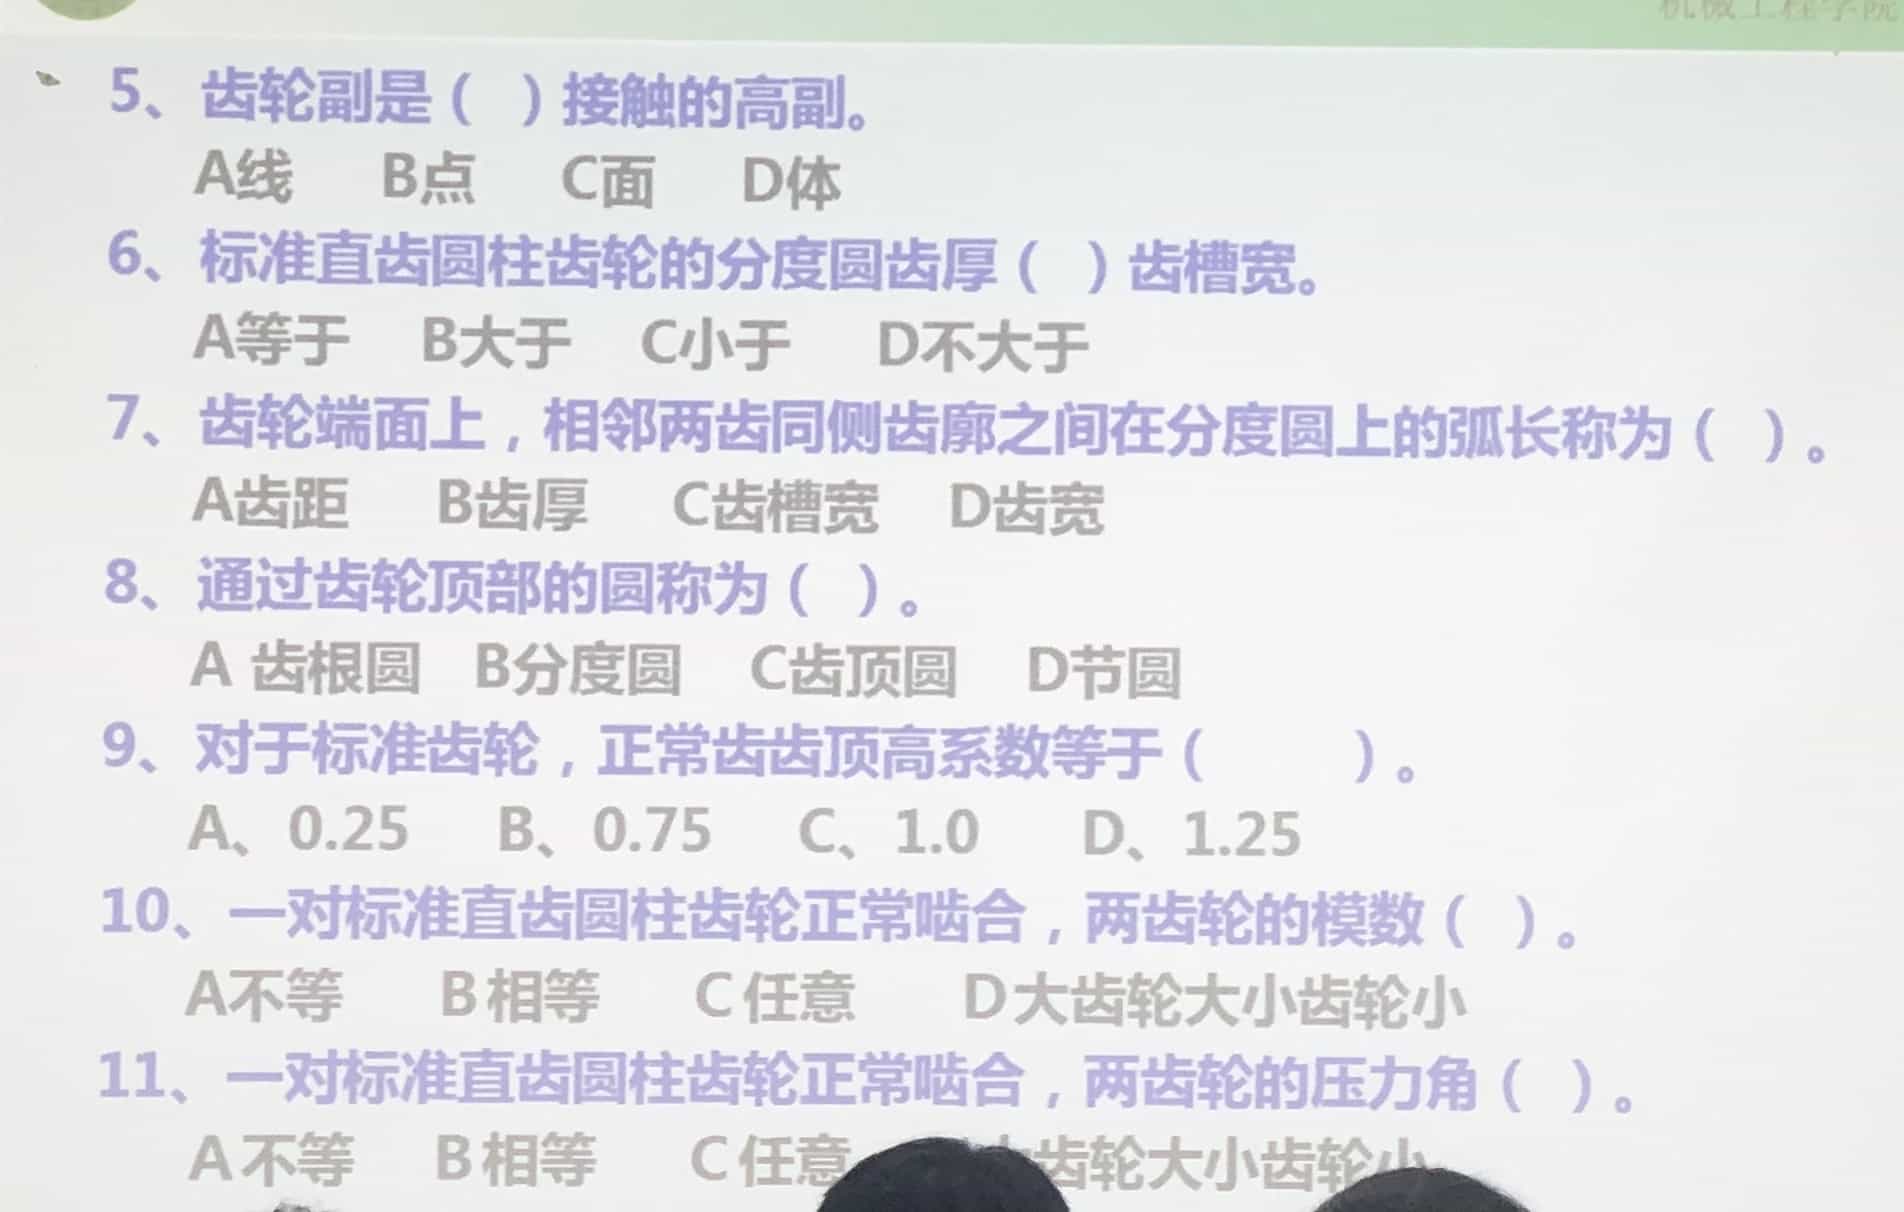 机械工程学院
5、齿轮副是（ ）接触的高副。
A线 B点 C面 D体
6、标准直齿圆柱齿轮的分度圆齿厚（ ）齿槽宽。
A等于 B大于 C小于 D不大于
7、齿轮端面上，相邻两齿同侧齿廓之间在分度圆上的弧长称为（ ）。
A齿距 B齿厚 C齿槽宽 D齿宽
8、通过齿轮顶部的圆称为（ ）。
A 齿根圆 B分度圆 C齿顶圆 D节圆
9、对于标准齿轮，正常齿齿顶高系数等于（ ）。
A、0.25 B、0.75 C、1.0 D、1.25
10、一对标准直齿圆柱齿轮正常啮合，两齿轮的模数（ ）。
A不等 B相等 C任意 D大齿轮大小齿轮小
11、一对标准直齿圆柱齿轮正常啮合，两齿轮的压力角（ ）。
A不等 B相等 C任意 齿轮大小齿轮小